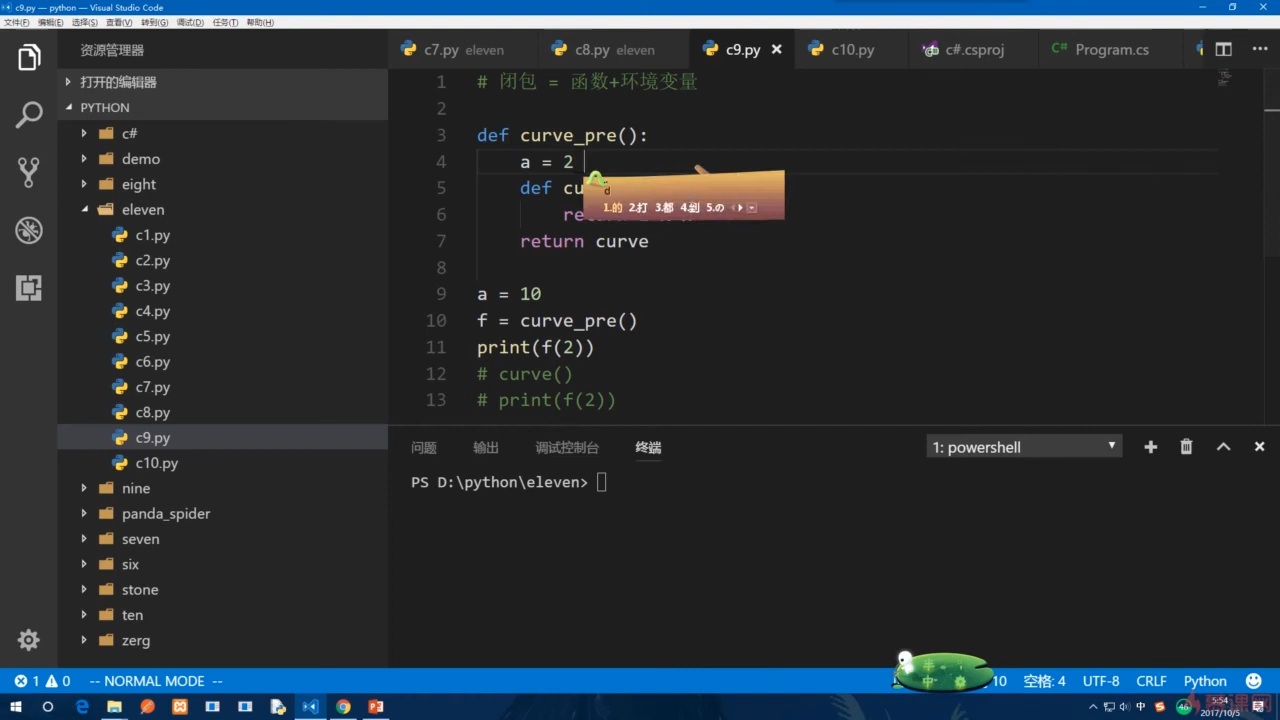 c9.py — python — Visual Studio Code
文件(F) 编辑(E) 选择(S) 查看(V) 转到(G) 调试(D) 任务(T) 帮助(H)
资源管理器
c7.py eleven c8.py eleven c9.py c10.py c#.csproj C# Program.cs
打开的编辑器
PYTHON
c#
demo
eight
eleven
c1.py
c2.py
c3.py
c4.py
c5.py
c6.py
c7.py
c8.py
c9.py
c10.py
nine
panda_spider
seven
six
stone
ten
zerg
1 # 闭包 = 函数+环境变量
2
3 def curve_pre():
4 a = 2
5 def cu
d
1.的 2.打 3.都 4.到 5.の
6
7 return curve
8
9 a = 10
10 f = curve_pre()
11 print(f(2))
12 # curve()
13 # print(f(2))
问题 输出 调试控制台 终端 1: powershell
PS D:\python\eleven>
半
中
1 0 -- NORMAL MODE -- 10 空格: 4 UTF-8 CRLF Python
中 46 5:54
2017/10/5
慕课网